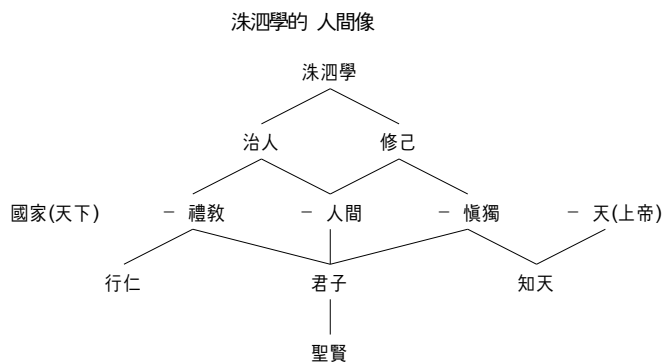 洙泗學的 人間像
洙泗學
治人 修己
國家(天下) － 禮敎 － 人間 － 愼獨 － 天(上帝)
行仁 君子 知天
聖賢